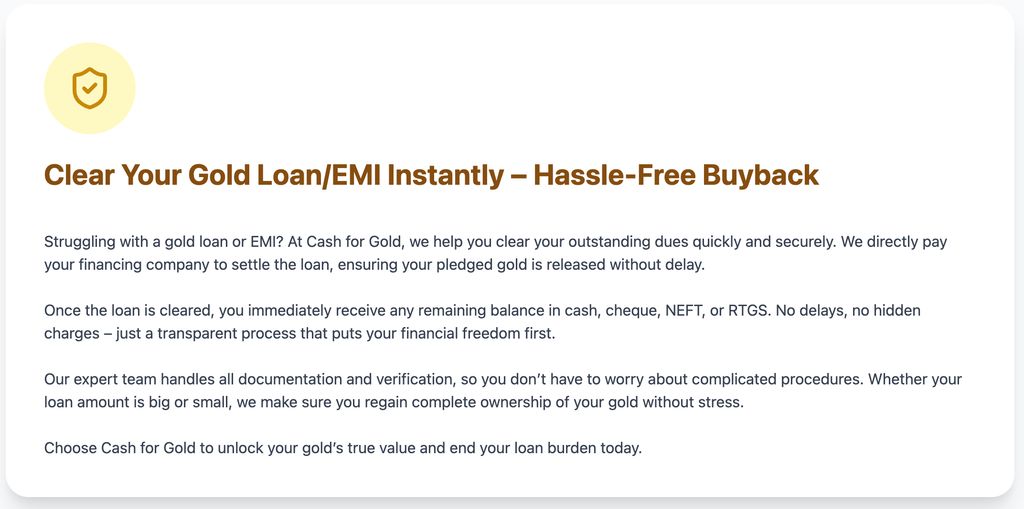 Clear Your Gold Loan/EMI Instantly – Hassle-Free Buyback
Struggling with a gold loan or EMI? At Cash for Gold, we help you clear your outstanding dues quickly and securely. We directly pay
your financing company to settle the loan, ensuring your pledged gold is released without delay.
Once the loan is cleared, you immediately receive any remaining balance in cash, cheque, NEFT, or RTGS. No delays, no hidden
charges – just a transparent process that puts your financial freedom first.
Our expert team handles all documentation and verification, so you don’t have to worry about complicated procedures. Whether your
loan amount is big or small, we make sure you regain complete ownership of your gold without stress.
Choose Cash for Gold to unlock your gold’s true value and end your loan burden today.